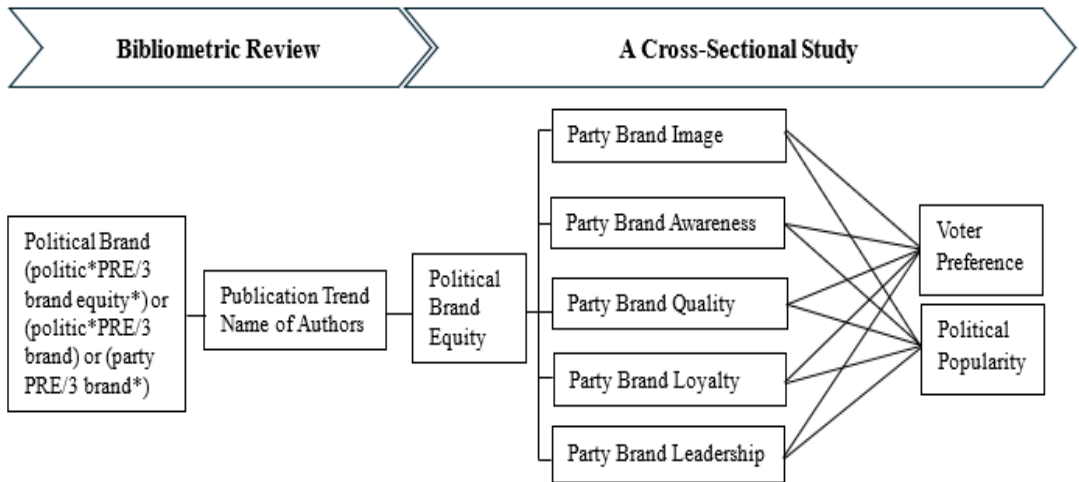 Bibliometric Review
A Cross-Sectional Study
Political Brand
(politic*PRE/3
brand equity*) or
(politic*PRE/3
brand) or (party
PRE/3 brand*)
Publication Trend
Name of Authors
Political
Brand
Equity
Party Brand Image
Party Brand Awareness
Party Brand Quality
Party Brand Loyalty
Party Brand Leadership
Voter
Preference
Political
Popularity